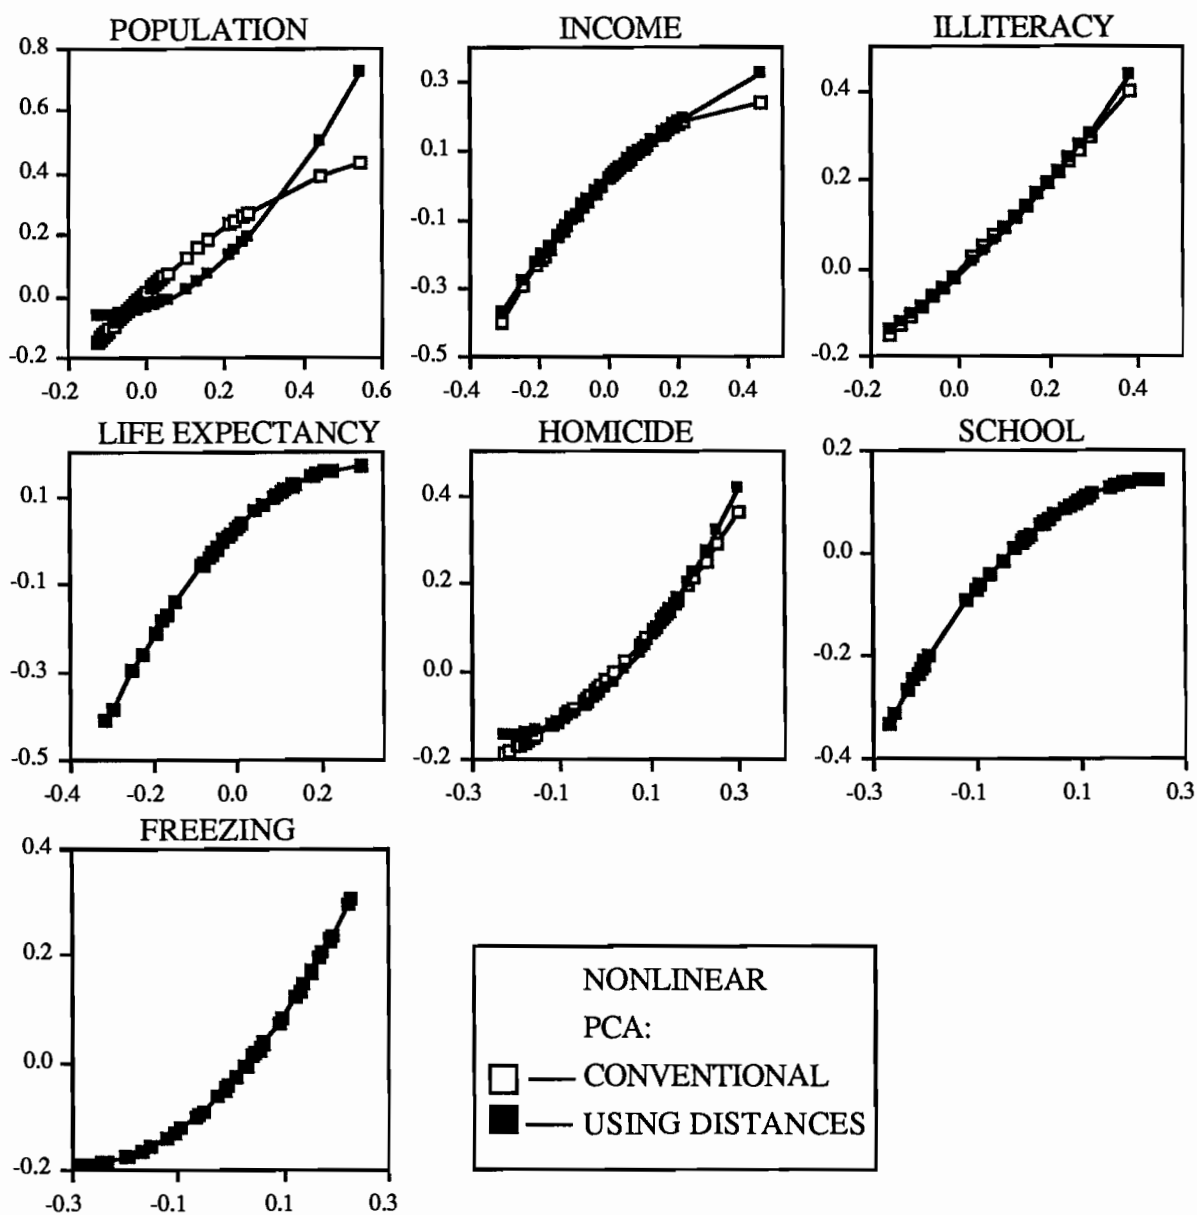 POPULATION
0.8
0.6
0.4
0.2
0.0
-0.2
-0.2 0.0 0.2 0.4 0.6
INCOME
0.3
0.1
-0.1
-0.3
-0.5
-0.4 -0.2 0.0 0.2 0.4
ILLITERACY
0.4
0.2
0.0
-0.2
-0.2 0.0 0.2 0.4
LIFE EXPECTANCY
0.1
-0.1
-0.3
-0.5
-0.4 -0.2 0.0 0.2
HOMICIDE
0.4
0.2
0.0
-0.2
-0.3 -0.1 0.1 0.3
SCHOOL
0.2
0.0
-0.2
-0.4
-0.3 -0.1 0.1 0.3
FREEZING
0.4
0.2
0.0
-0.2
-0.3 -0.1 0.1 0.3
NONLINEAR
PCA:
CONVENTIONAL
USING DISTANCES